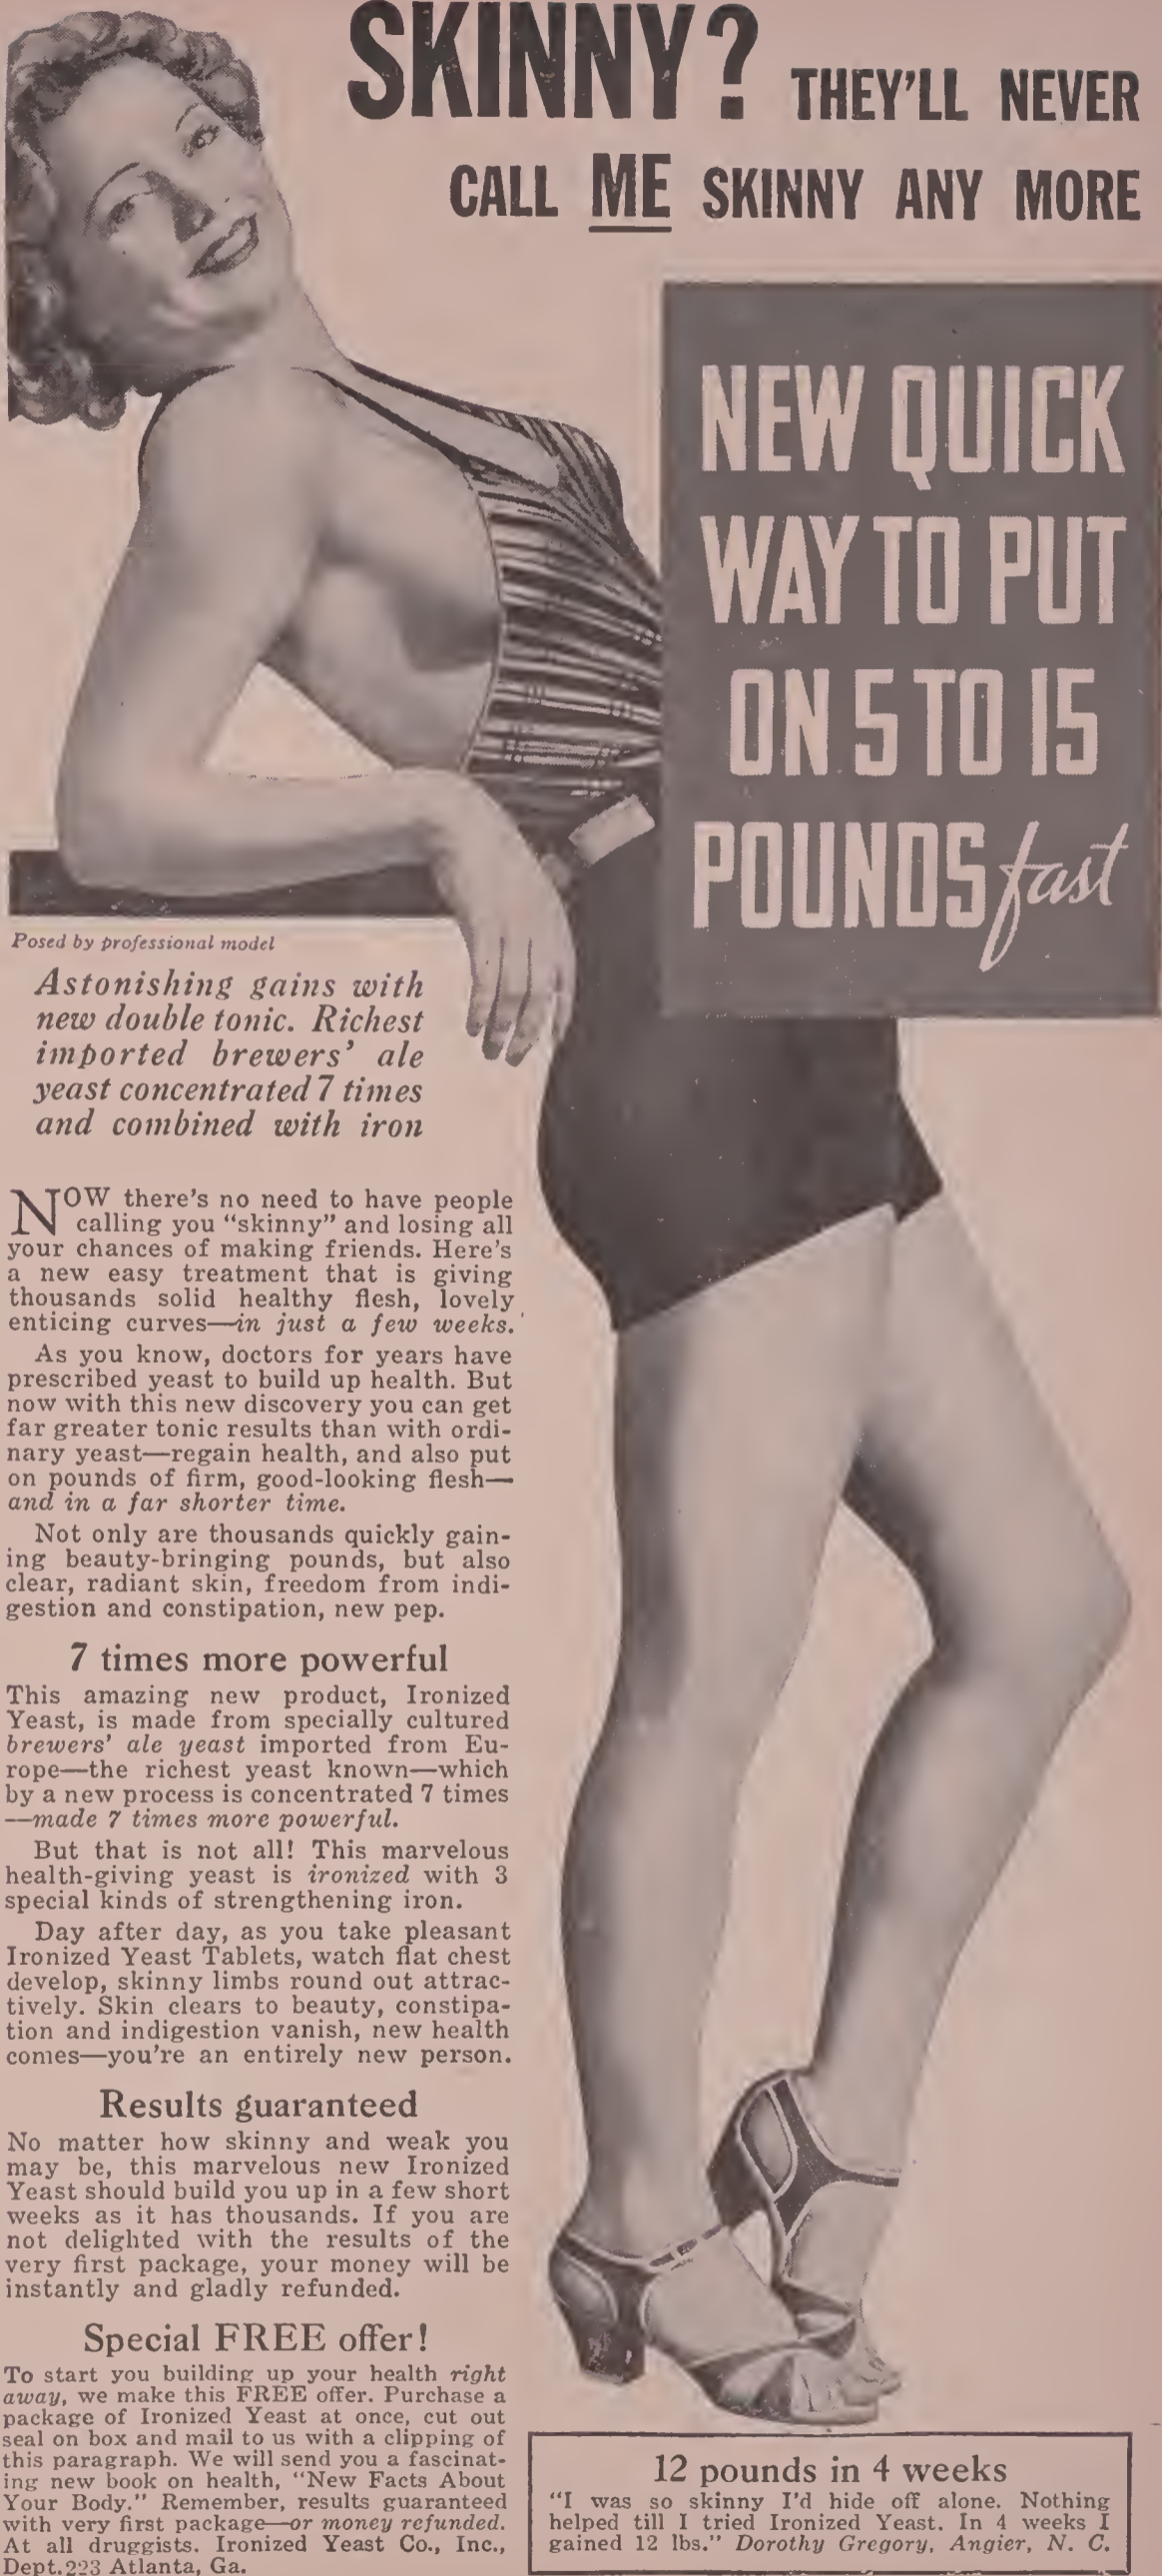 SKINNY? THEY'LL NEVER
CALL ME SKINNY ANY MORE
NEW QUICK
WAY TO PUT
ON 5 TO 15
POUNDS fast
Posed by professional model
Astonishing gains with
new double tonic. Richest
imported brewers' ale
yeast concentrated 7 times
and combined with iron
NOW there's no need to have people
calling you "skinny" and losing all
your chances of making friends. Here's
a new easy treatment that is giving
thousands solid healthy flesh, lovely
enticing curves—in just a few weeks.
As you know, doctors for years have
prescribed yeast to build up health. But
now with this new discovery you can get
far greater tonic results than with ordi-
nary yeast—regain health, and also put
on pounds of firm, good-looking flesh—
and in a far shorter time.
Not only are thousands quickly gain-
ing beauty-bringing pounds, but also
clear, radiant skin, freedom from indi-
gestion and constipation, new pep.
7 times more powerful
This amazing new product, Ironized
Yeast, is made from specially cultured
brewers' ale yeast imported from Eu-
rope—the richest yeast known—which
by a new process is concentrated 7 times
—made 7 times more powerful.
But that is not all! This marvelous
health-giving yeast is ironized with 3
special kinds of strengthening iron.
Day after day, as you take pleasant
Ironized Yeast Tablets, watch flat chest
develop, skinny limbs round out attrac-
tively. Skin clears to beauty, constipa-
tion and indigestion vanish, new health
comes—you're an entirely new person.
Results guaranteed
No matter how skinny and weak you
may be, this marvelous new Ironized
Yeast should build you up in a few short
weeks as it has thousands. If you are
not delighted with the results of the
very first package, your money will be
instantly and gladly refunded.
Special FREE offer!
To start you building up your health right
away, we make this FREE offer. Purchase a
package of Ironized Yeast at once, cut out
seal on box and mail to us with a clipping of
this paragraph. We will send you a fascinat-
ing new book on health, "New Facts About
Your Body." Remember, results guaranteed
with very first package—or money refunded.
At all druggists. Ironized Yeast Co., Inc.,
Dept. 223 Atlanta, Ga.
12 pounds in 4 weeks
"I was so skinny I'd hide off alone. Nothing
helped till I tried Ironized Yeast. In 4 weeks I
gained 12 lbs." Dorothy Gregory, Angier, N. C.